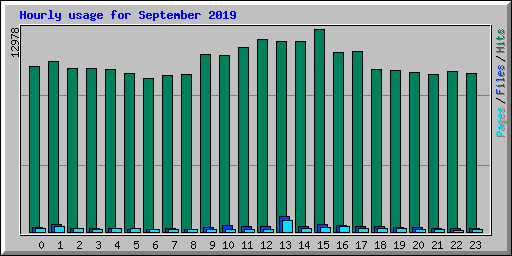 Hourly usage for September 2019
12978
Pages / Files / Hits
0 1 2 3 4 5 6 7 8 9 10 11 12 13 14 15 16 17 18 19 20 21 22 23